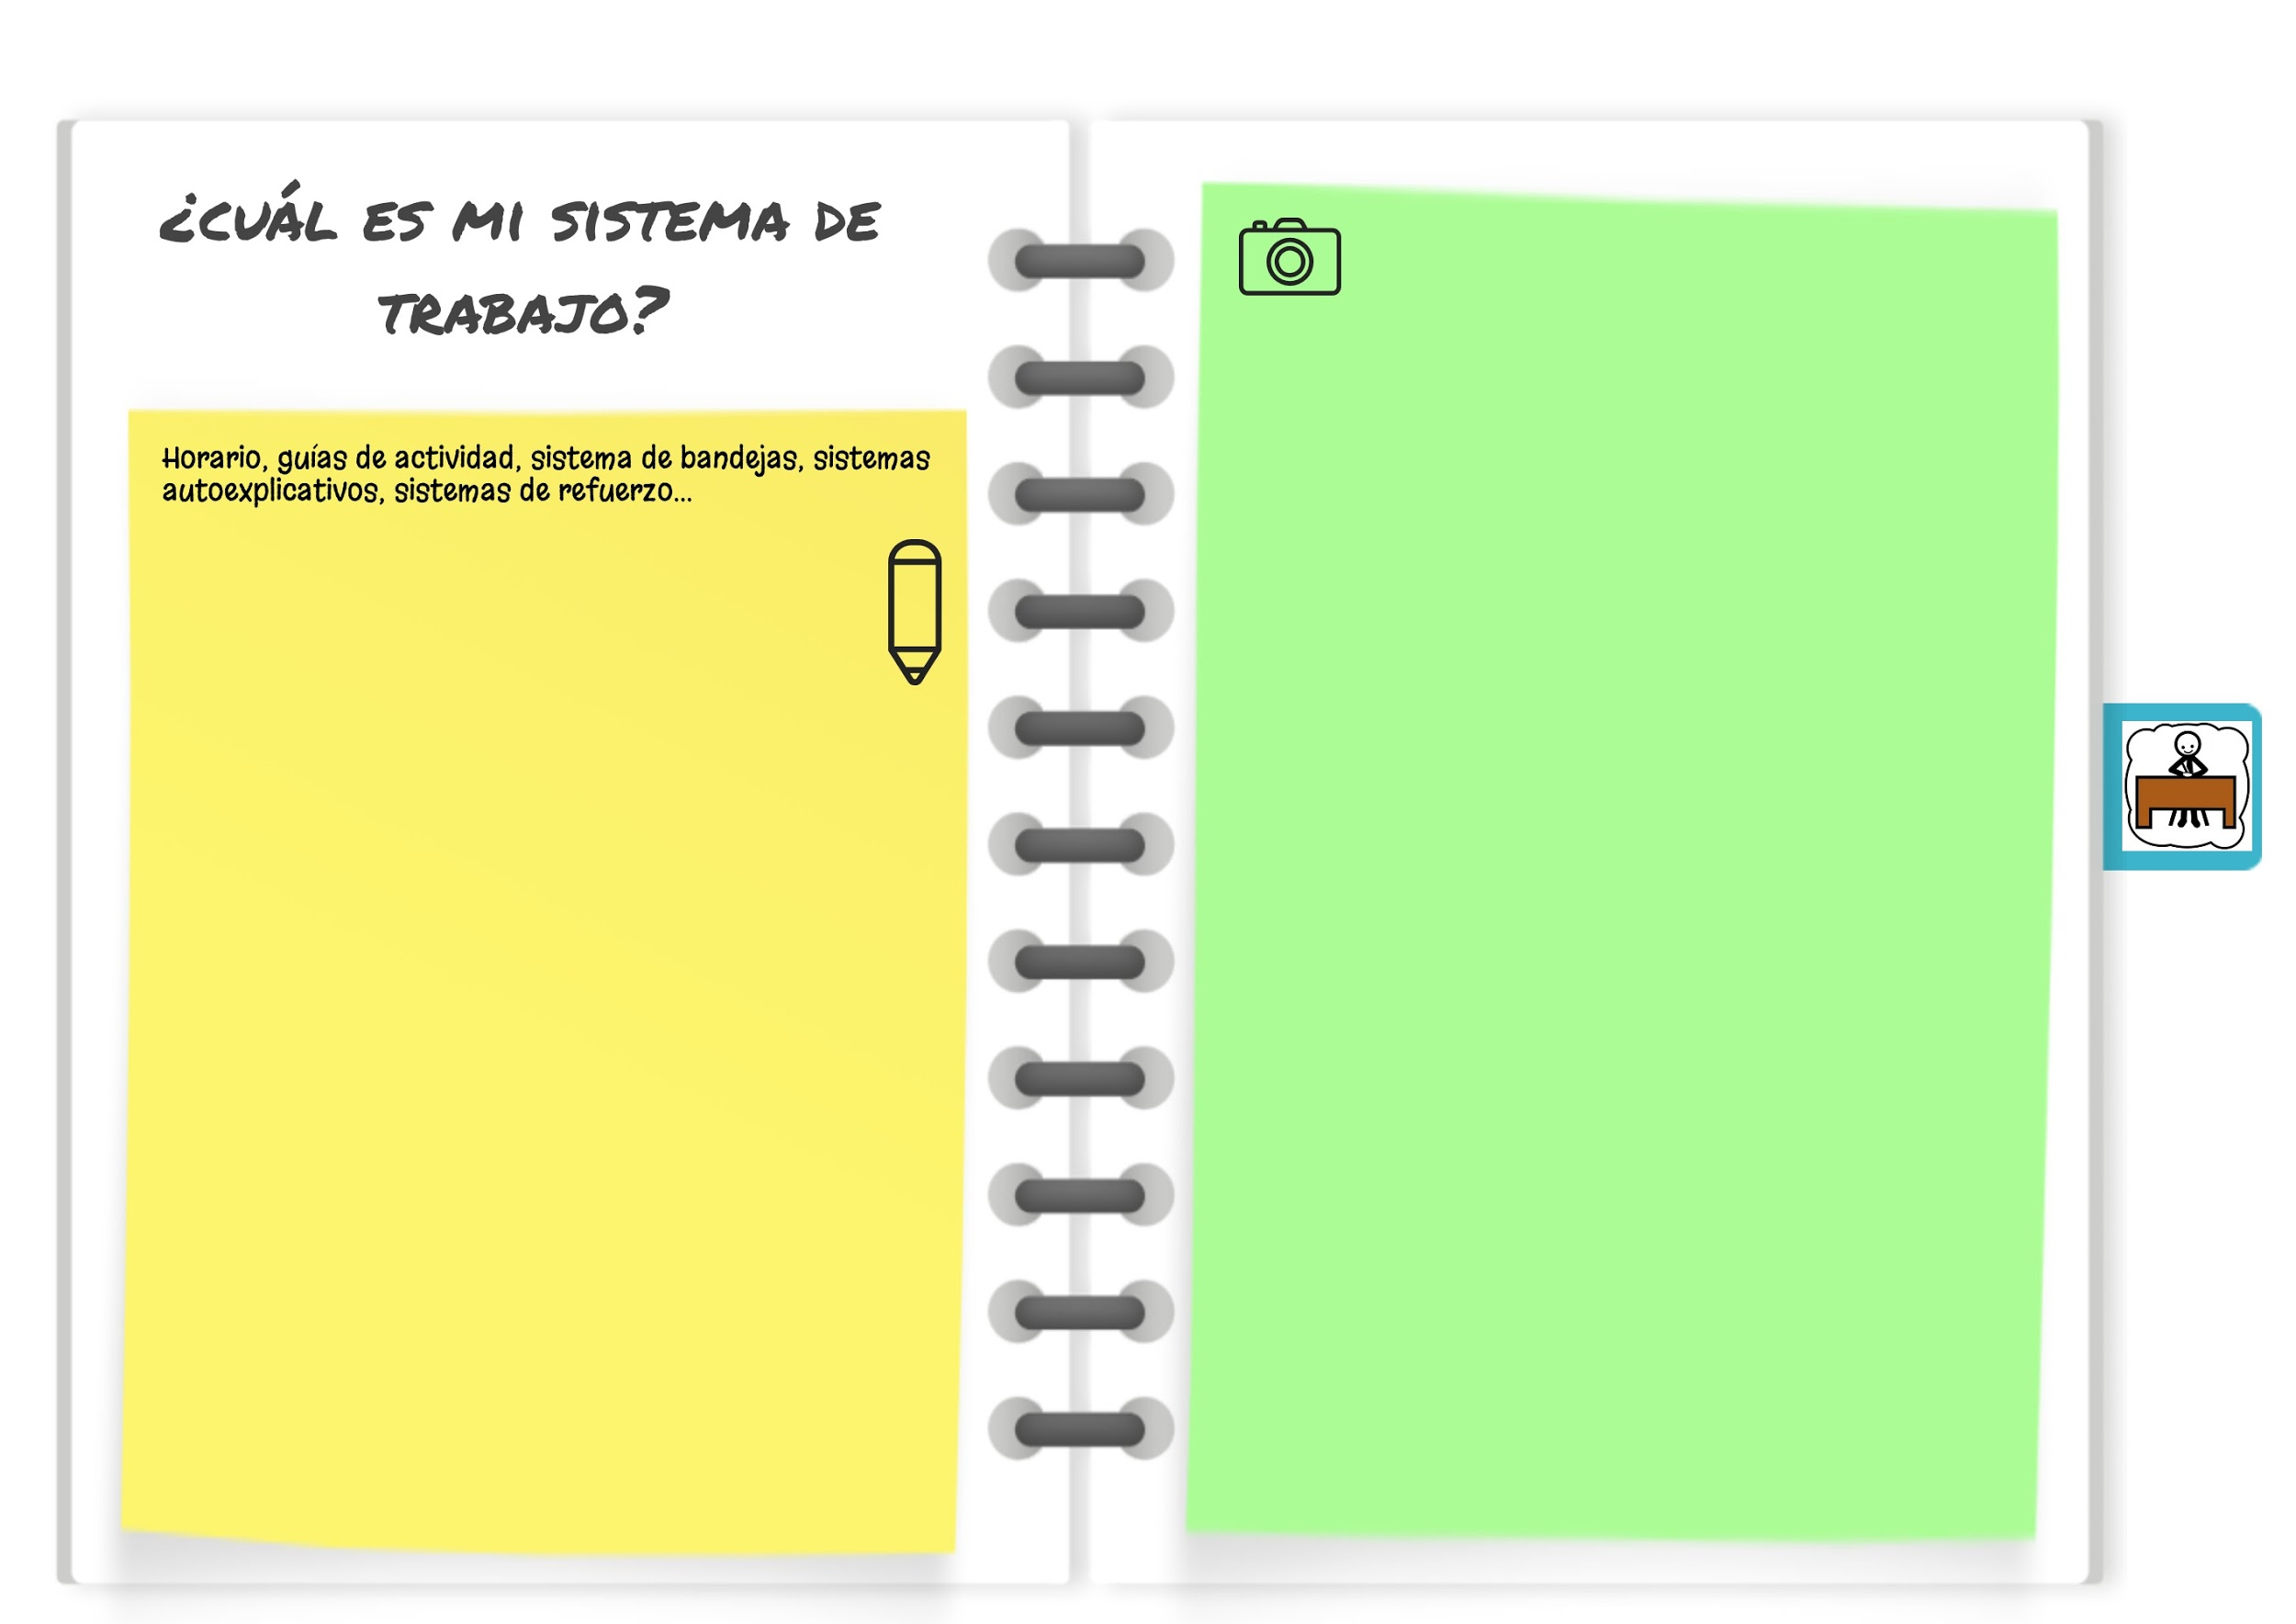 ¿CUÁL ES MI SISTEMA DE
TRABAJO?
Horario, guías de actividad, sistema de bandejas, sistemas
autoexplicativos, sistemas de refuerzo...